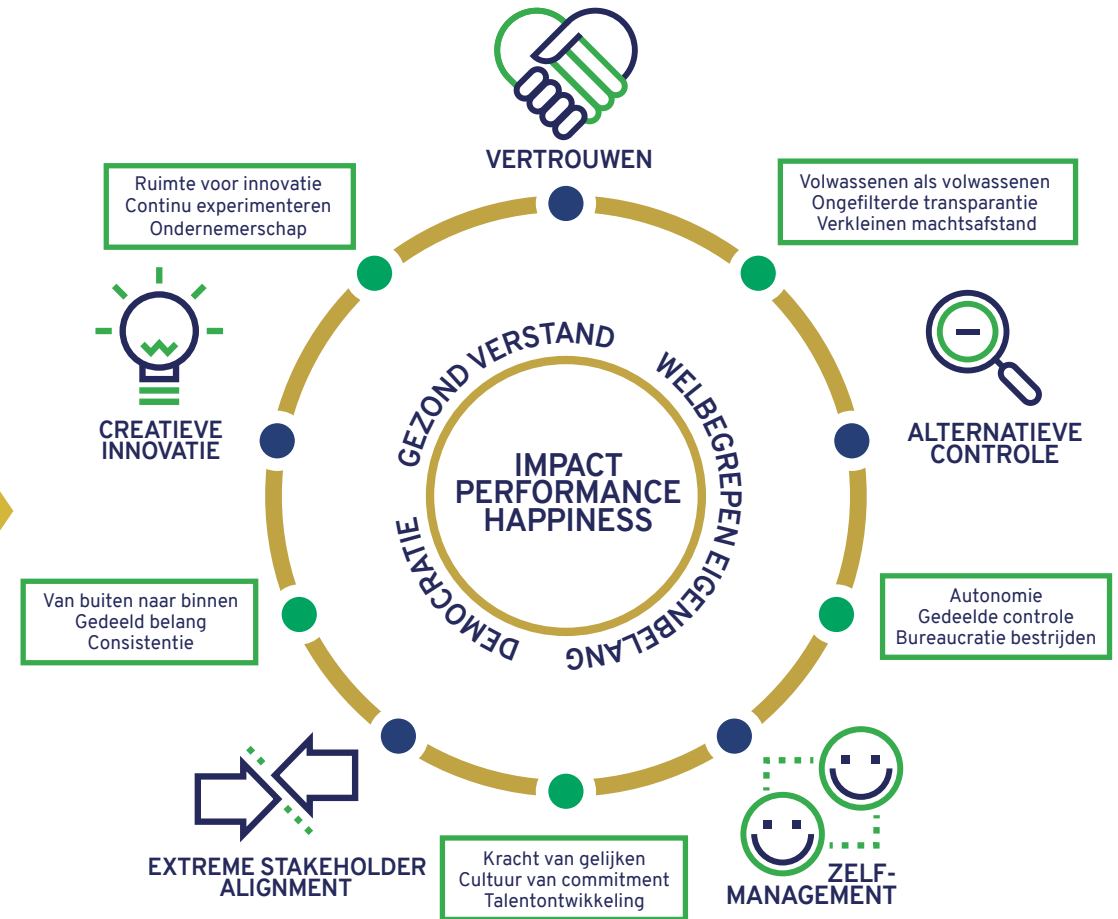 VERTROUWEN
Ruimte voor innovatie
Continu experimenteren
Ondernemerschap
Volwassenen als volwassenen
Ongefilterde transparantie
Verkleinen machtsafstand
CREATIEVE
INNOVATIE
GEZOND VERSTAND
WELBEGREPEN EIGENBELANG
DEMOCRATIE
IMPACT
PERFORMANCE
HAPPINESS
ALTERNATIEVE
CONTROLE
Van buiten naar binnen
Gedeeld belang
Consistentie
Autonomie
Gedeelde controle
Bureaucratie bestrijden
EXTREME STAKEHOLDER
ALIGNMENT
Kracht van gelijken
Cultuur van commitment
Talentontwikkeling
ZELF-
MANAGEMENT